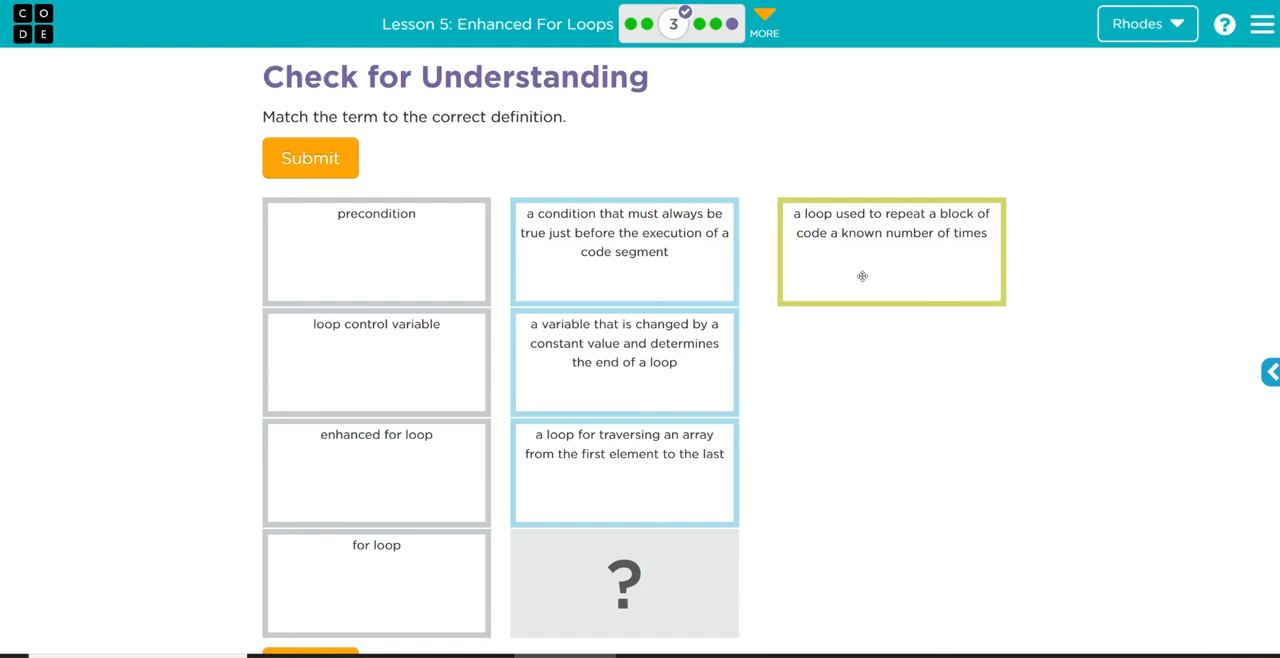 C O
D E
Lesson 5: Enhanced For Loops
3
MORE
Rhodes
?
Check for Understanding
Match the term to the correct definition.
Submit
precondition
a condition that must always be
true just before the execution of a
code segment
a loop used to repeat a block of
code a known number of times
loop control variable
a variable that is changed by a
constant value and determines
the end of a loop
enhanced for loop
a loop for traversing an array
from the first element to the last
for loop
?